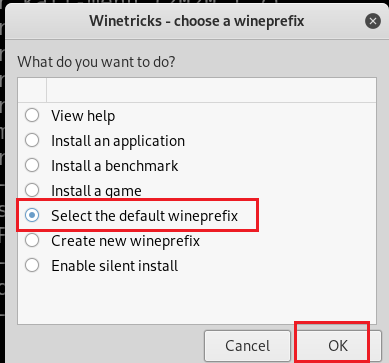 Winetricks - choose a wineprefix
What do you want to do?
View help
Install an application
Install a benchmark
Install a game
Select the default wineprefix
Create new wineprefix
Enable silent install
Cancel
OK